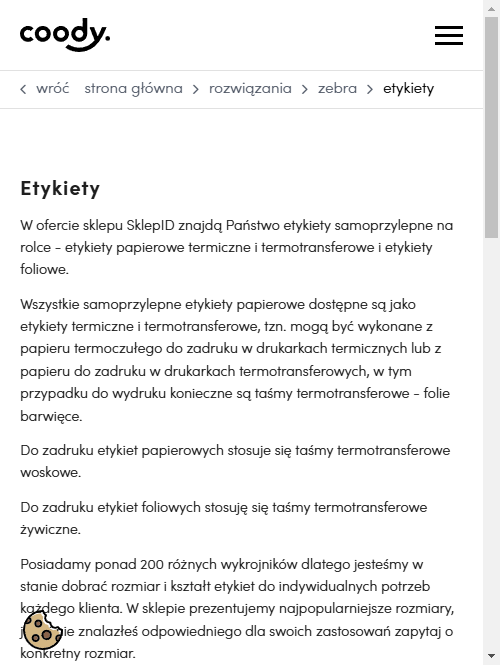 coody.
wróć strona główna rozwiązania zebra etykiety
Etykiety
W ofercie sklepu SklepID znajdą Państwo etykiety samoprzylepne na
rolce - etykiety papierowe termiczne i termotransferowe i etykiety
foliowe.
Wszystkie samoprzylepne etykiety papierowe dostępne są jako
etykiety termiczne i termotransferowe, tzn. mogą być wykonane z
papieru termoczułego do zadruku w drukarkach termicznych lub z
papieru do zadruku w drukarkach termotransferowych, w tym
przypadku do wydruku konieczne są taśmy termotransferowe - folie
barwięce.
Do zadruku etykiet papierowych stosuje się taśmy termotransferowe
woskowe.
Do zadruku etykiet foliowych stosuję się taśmy termotransferowe
żywiczne.
Posiadamy ponad 200 różnych wykrojników dlatego jesteśmy w
stanie dobrać rozmiar i kształt etykiet do indywidualnych potrzeb
każdego klienta. W sklepie prezentujemy najpopularniejsze rozmiary,
znalazłeś odpowiedniego dla swoich zastosowań zapytaj o
konkretny rozmiar.